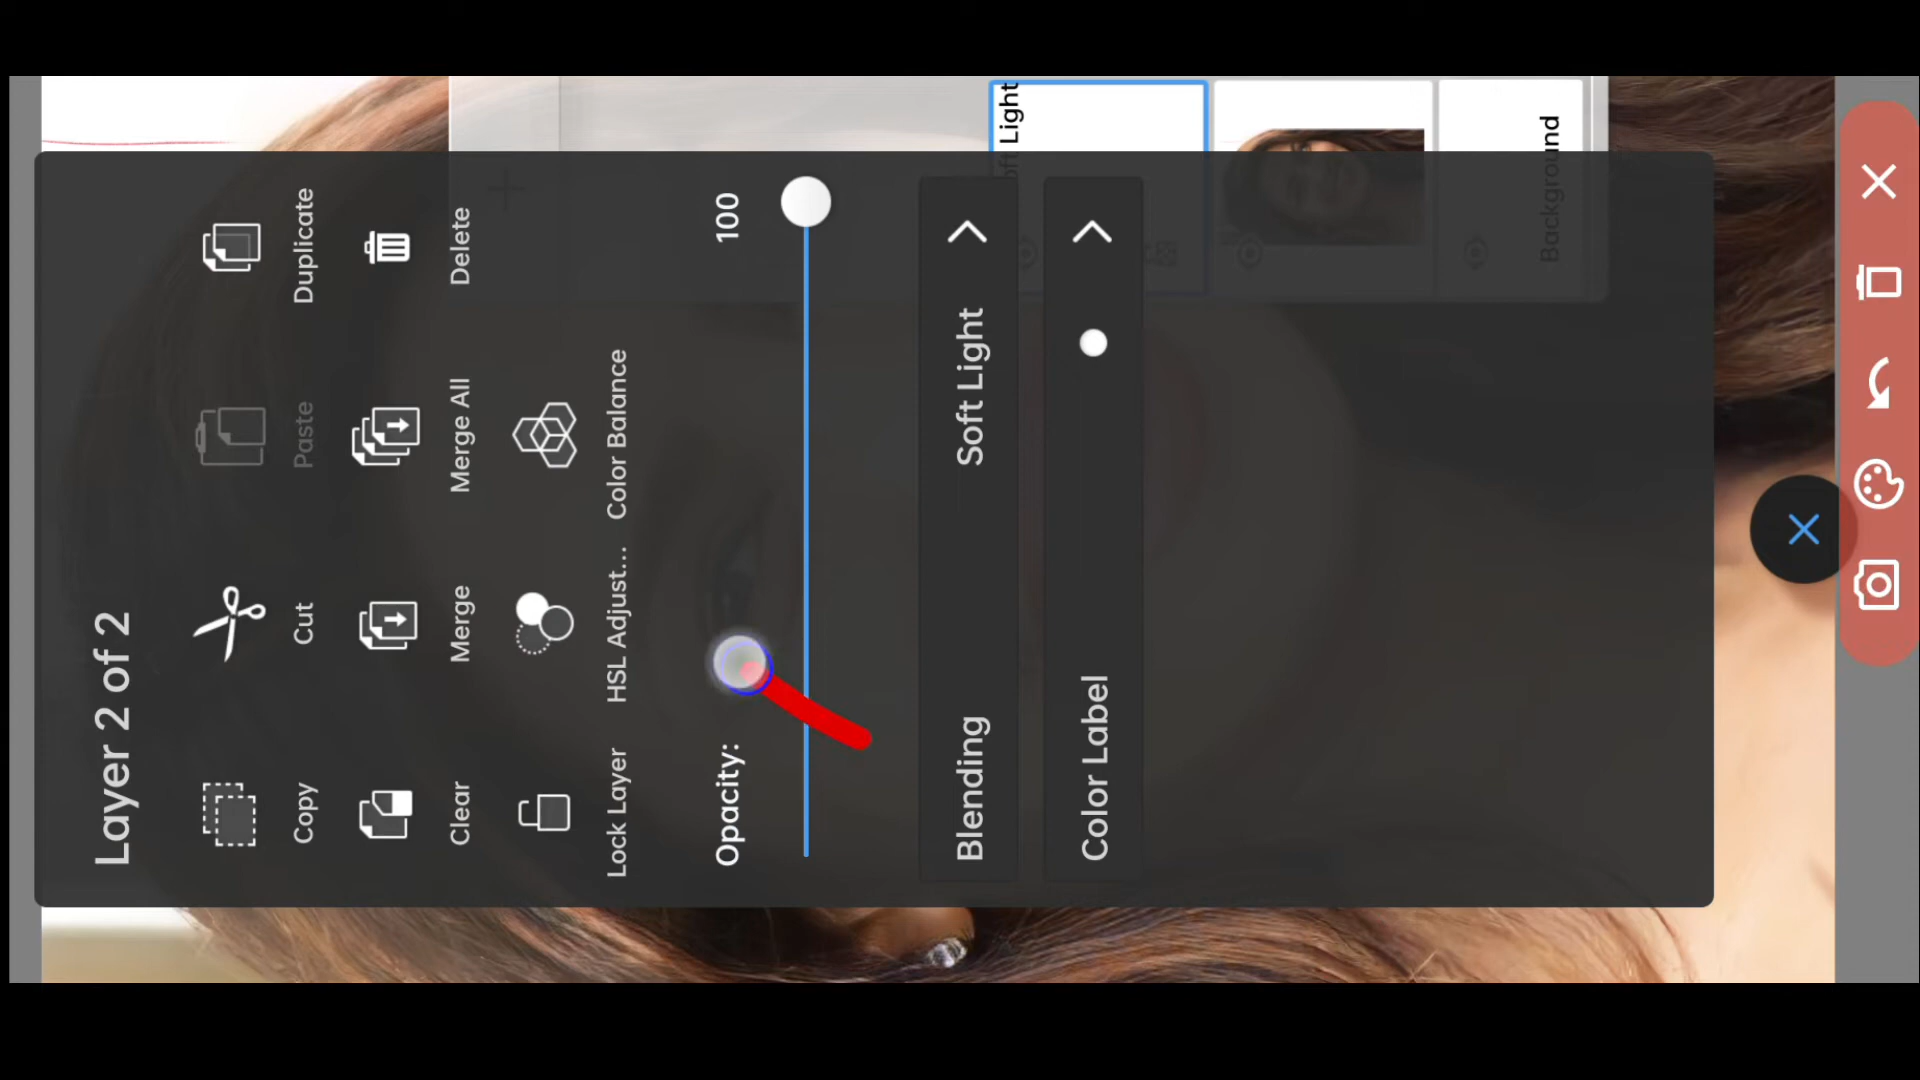 Layer 2 of 2
Copy
Cut
Paste
Duplicate
Clear
Merge
Merge All
Delete
Lock Layer
HSL Adjust...
Color Balance
Opacity:
100
Blending
Soft Light
Color Label
Soft Light
Background